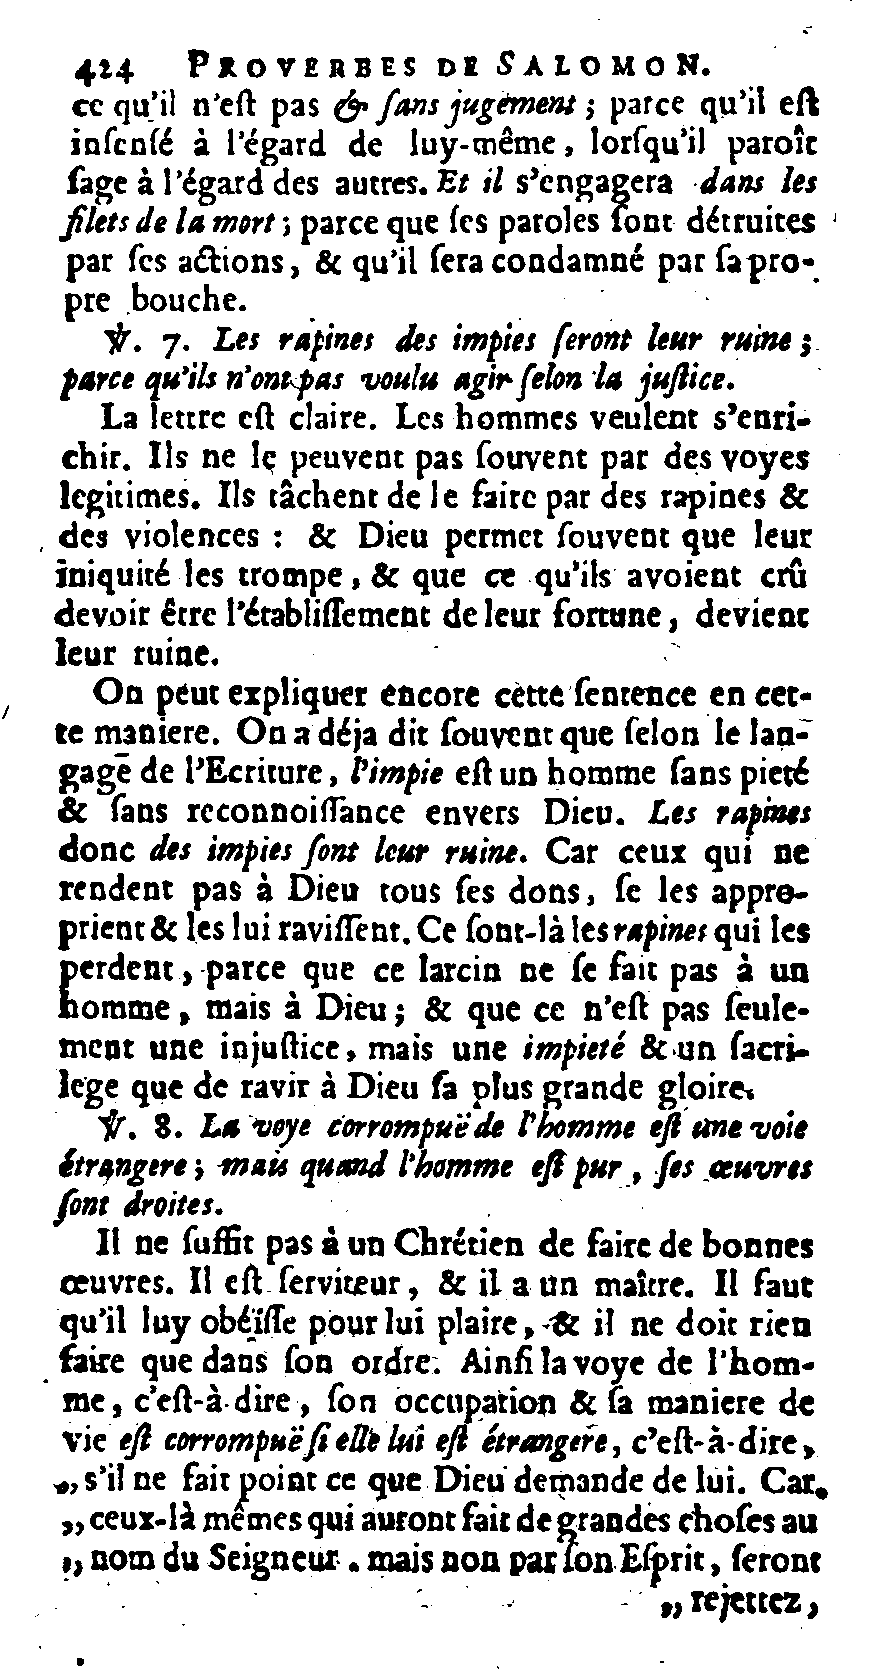 424 PROVERBES DE SALOMON.
ce qu'il n'eſt pas & ſans jugement ; parce qu'il eſt
inſenſé à l'égard de luy-même, lorſqu'il paroît
ſage à l'égard des autres. Et il s'engagera dans les
filets de la mort ; parce que ſes paroles ſont détruites
par ſes actions, & qu'il ſera condamné par ſa pro-
pre bouche.
℣. 7. Les rapines des impies ſeront leur ruine ;
parce qu'ils n'ont pas voulu agir ſelon la juſtice.
La lettre eſt claire. Les hommes veulent s'enri-
chir. Ils ne le peuvent pas ſouvent par des voyes
legitimes. Ils tâchent de le faire par des rapines &
des violences : & Dieu permet ſouvent que leur
iniquité les trompe, & que ce qu'ils avoient crû
devoir être l'établiſſement de leur fortune, devient
leur ruine.
On peut expliquer encore cette ſentence en cet-
te maniere. On a déja dit ſouvent que ſelon le lan-
gage de l'Ecriture, l'impie eſt un homme ſans pieté
& ſans reconnoiſſance envers Dieu. Les rapines
donc des impies ſont leur ruine. Car ceux qui ne
rendent pas à Dieu tous ſes dons, ſe les appro-
prient & les lui raviſſent. Ce ſont-là les rapines qui les
perdent, parce que ce larcin ne ſe fait pas à un
homme, mais à Dieu ; & que ce n'eſt pas ſeule-
ment une injuſtice, mais une impieté & un ſacri-
lege que de ravir à Dieu ſa plus grande gloire.
℣. 8. La voye corrompuë de l'homme eſt une voie
étrangere ; mais quand l'homme eſt pur, ſes œuvres
ſont droites.
Il ne ſuffit pas à un Chrétien de faire de bonnes
œuvres. Il eſt ſerviteur, & il a un maître. Il faut
qu'il luy obéïſſe pour lui plaire, & il ne doit rien
faire que dans ſon ordre. Ainſi la voye de l'hom-
me, c'eſt-à-dire, ſon occupation & ſa maniere de
vie eſt corrompuë ſi elle lui eſt étrangere, c'eſt-à-dire,
„ s'il ne fait point ce que Dieu demande de lui. Car
„ ceux-là mêmes qui auront fait de grandes choſes au
„ nom du Seigneur. mais non par ſon Eſprit, ſeront
„ rejettez,